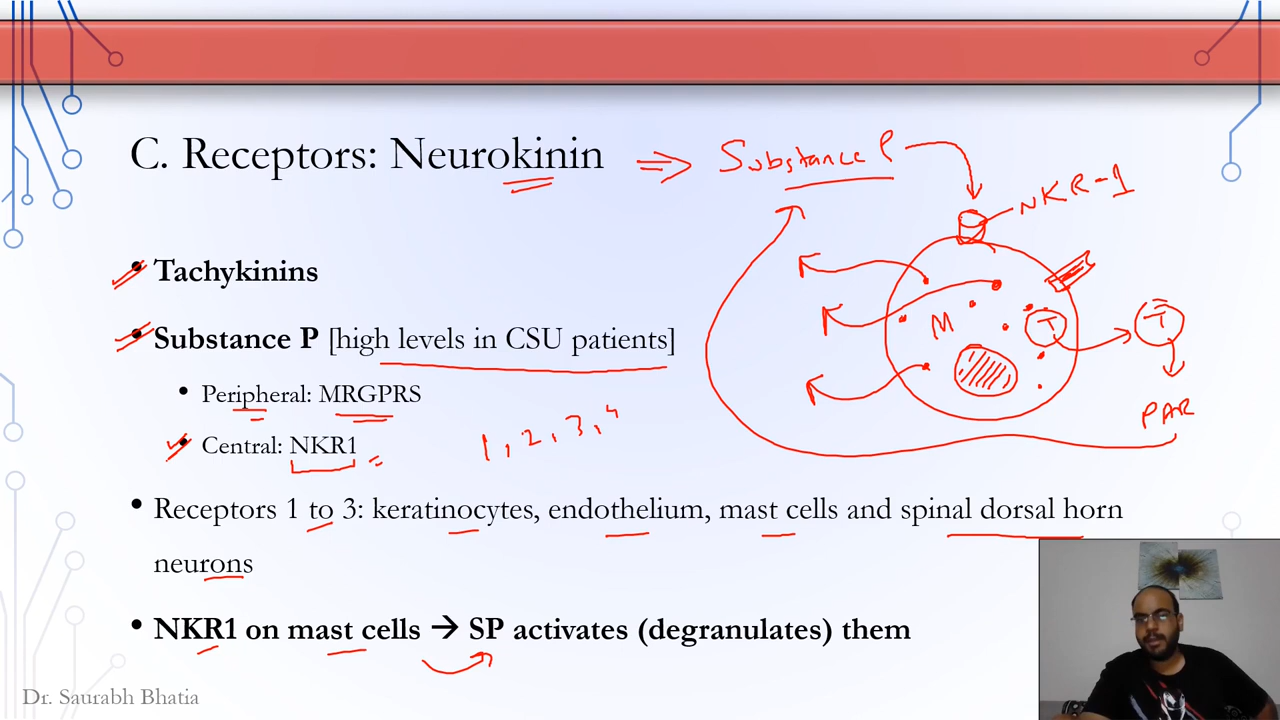 C. Receptors: Neurokinin
Substance P
NKR-1
• Tachykinins
• Substance P [high levels in CSU patients]
M
T
T
• Peripheral: MRGPRS
PAR
• Central: NKR1
1, 2, 3, 4
• Receptors 1 to 3: keratinocytes, endothelium, mast cells and spinal dorsal horn
neurons
• NKR1 on mast cells → SP activates (degranulates) them
Dr. Saurabh Bhatia